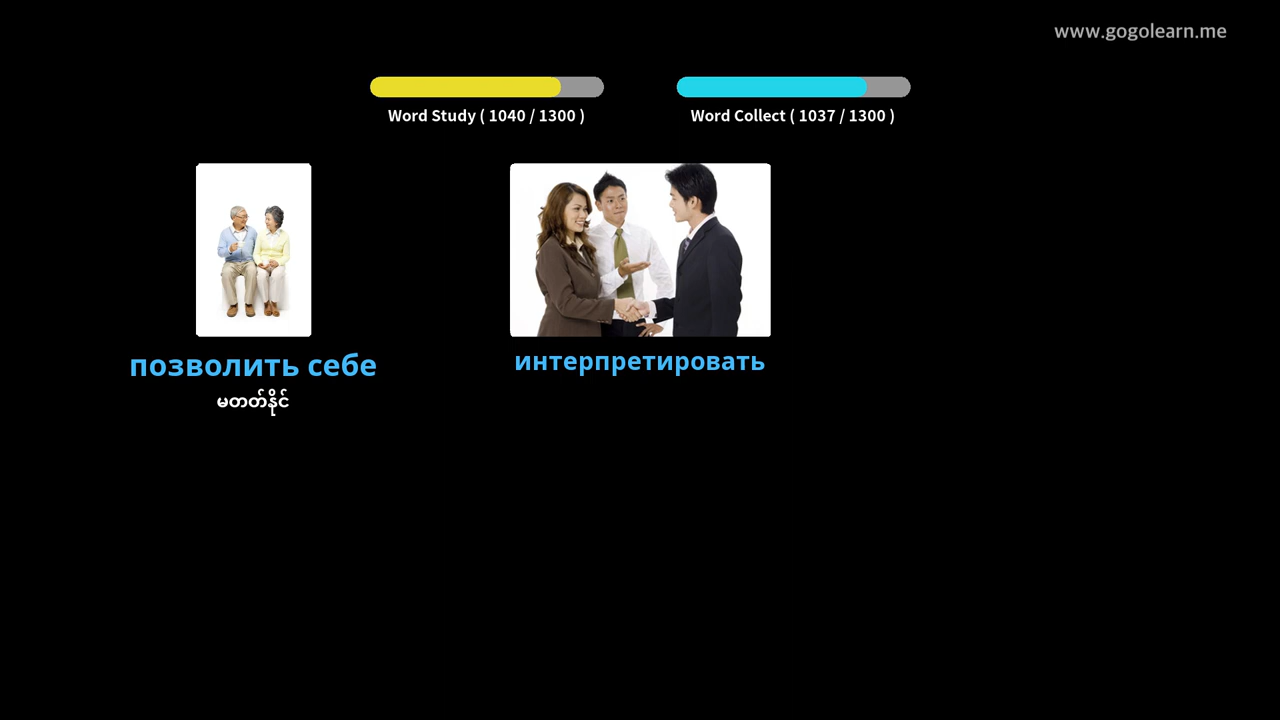 www.gogolearn.me
Word Study ( 1040 / 1300 )
Word Collect ( 1037 / 1300 )
позволить себе
မတတ်နိုင်
интерпретировать